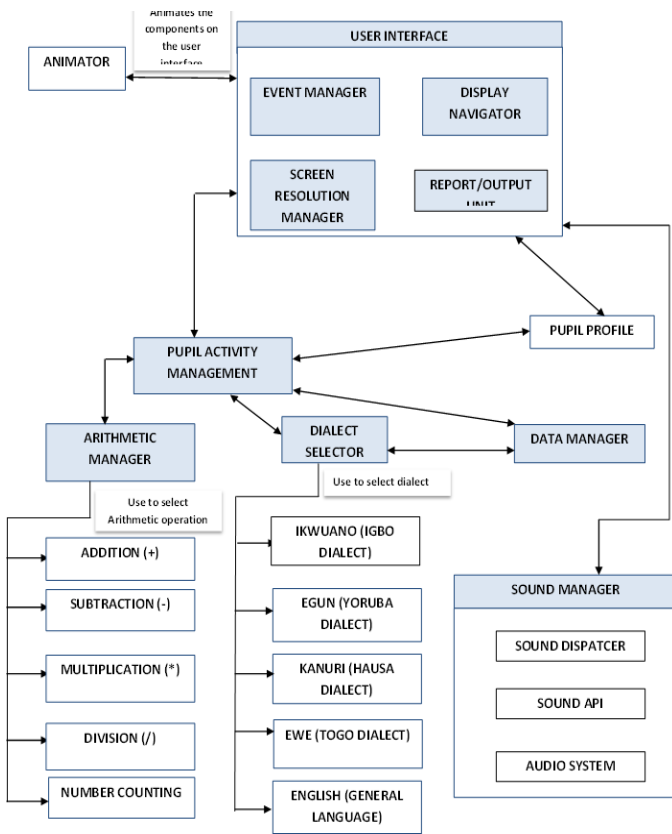 Animates the
components on
the user
interface
USER INTERFACE
ANIMATOR
EVENT MANAGER
DISPLAY
NAVIGATOR
SCREEN
RESOLUTION
MANAGER
REPORT/OUTPUT
UNIT
PUPIL PROFILE
PUPIL ACTIVITY
MANAGEMENT
ARITHMETIC
MANAGER
DIALECT
SELECTOR
DATA MANAGER
Use to select
Arithmetic operation
Use to select dialect
ADDITION (+)
SUBTRACTION (-)
MULTIPLICATION (*)
DIVISION (/)
NUMBER COUNTING
IKWUANO (IGBO
DIALECT)
EGUN (YORUBA
DIALECT)
KANURI (HAUSA
DIALECT)
EWE (TOGO DIALECT)
ENGLISH (GENERAL
LANGUAGE)
SOUND MANAGER
SOUND DISPATCER
SOUND API
AUDIO SYSTEM